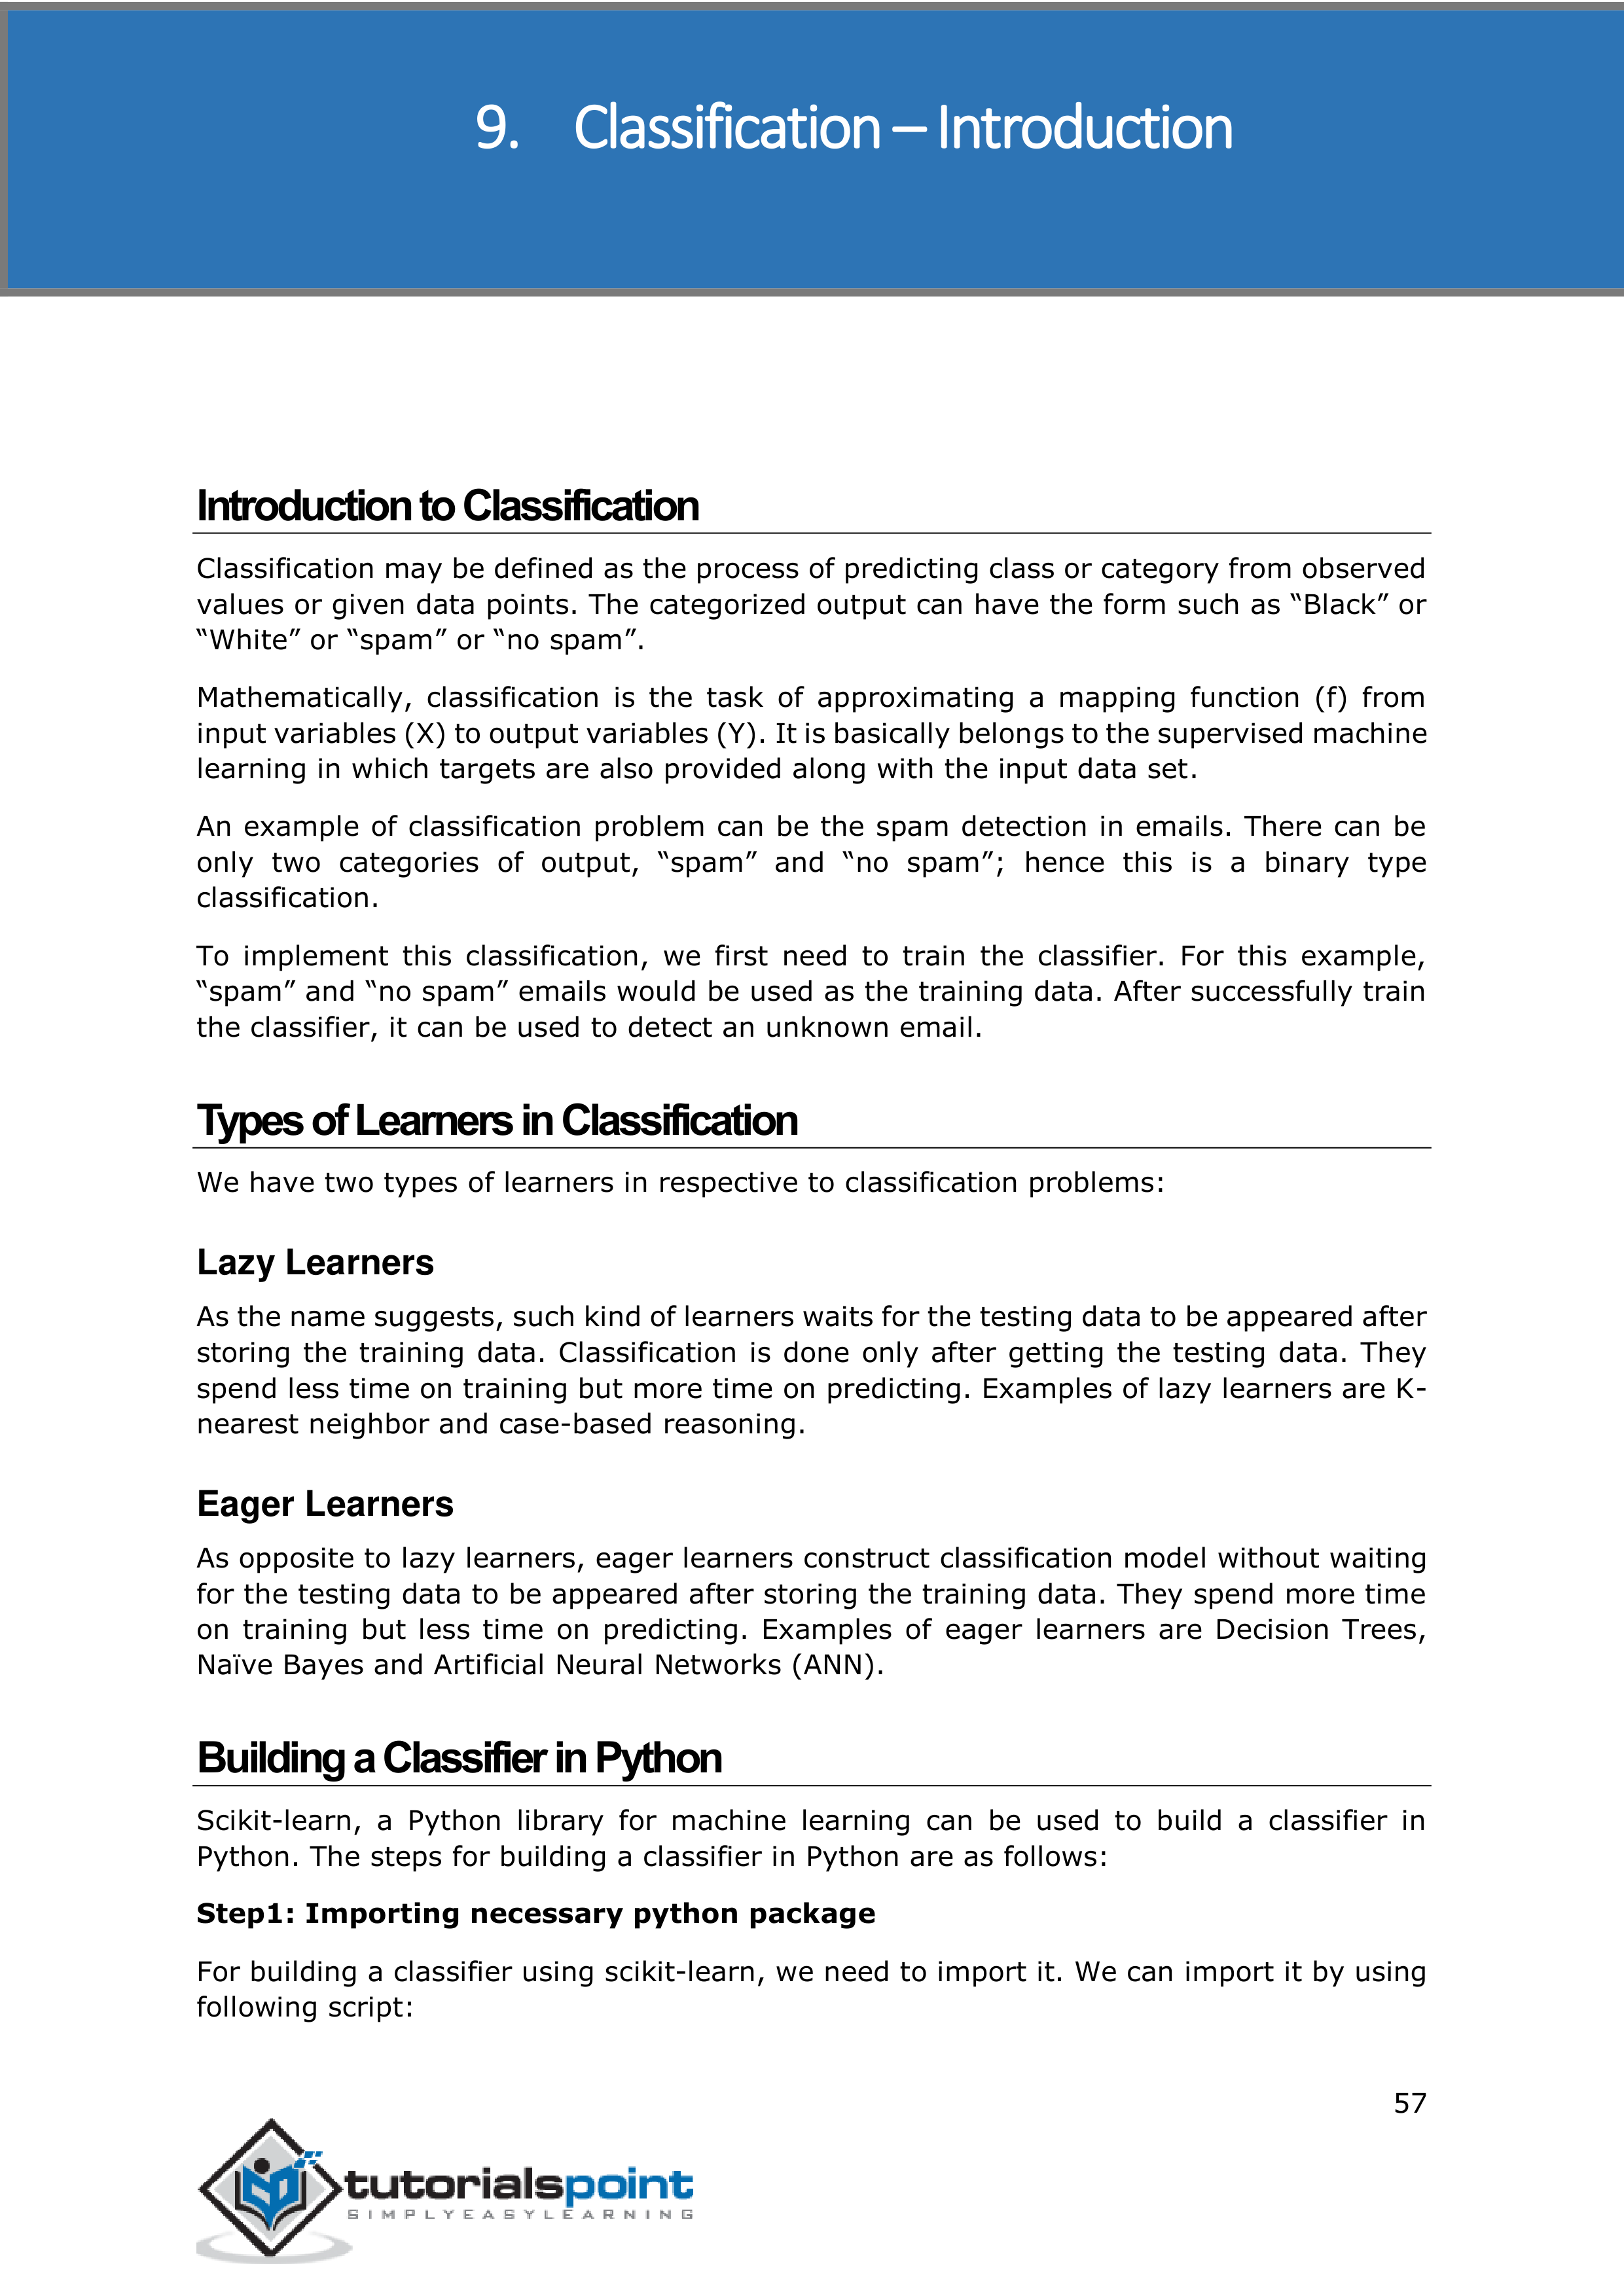 9. Classification – Introduction
Introduction to Classification
Classification may be defined as the process of predicting class or category from observed
values or given data points. The categorized output can have the form such as “Black” or
“White” or “spam” or “no spam”.
Mathematically, classification is the task of approximating a mapping function (f) from
input variables (X) to output variables (Y). It is basically belongs to the supervised machine
learning in which targets are also provided along with the input data set.
An example of classification problem can be the spam detection in emails. There can be
only two categories of output, “spam” and “no spam”; hence this is a binary type
classification.
To implement this classification, we first need to train the classifier. For this example,
“spam” and “no spam” emails would be used as the training data. After successfully train
the classifier, it can be used to detect an unknown email.
Types of Learners in Classification
We have two types of learners in respective to classification problems:
Lazy Learners
As the name suggests, such kind of learners waits for the testing data to be appeared after
storing the training data. Classification is done only after getting the testing data. They
spend less time on training but more time on predicting. Examples of lazy learners are K-
nearest neighbor and case-based reasoning.
Eager Learners
As opposite to lazy learners, eager learners construct classification model without waiting
for the testing data to be appeared after storing the training data. They spend more time
on training but less time on predicting. Examples of eager learners are Decision Trees,
Naïve Bayes and Artificial Neural Networks (ANN).
Building a Classifier in Python
Scikit-learn, a Python library for machine learning can be used to build a classifier in
Python. The steps for building a classifier in Python are as follows:
Step1: Importing necessary python package
For building a classifier using scikit-learn, we need to import it. We can import it by using
following script:
57
tutorialspoint
SIMPLYEASYLEARNING